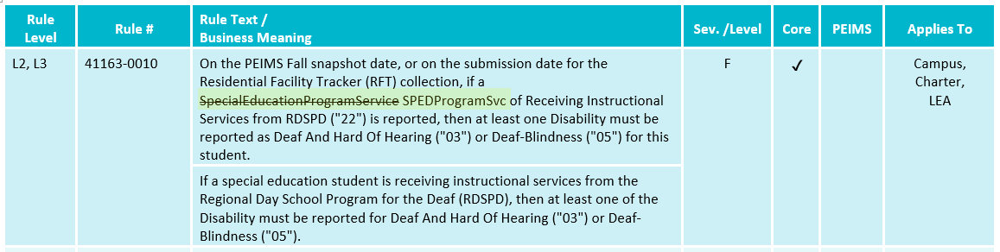 Rule
Level
Rule #
Rule Text /
Business Meaning
Sev. /Level
Core
PEIMS
Applies To
L2, L3
41163-0010
On the PEIMS Fall snapshot date, or on the submission date for the
Residential Facility Tracker (RFT) collection, if a
SpecialEducationProgramService SPEDProgramSvc of Receiving Instructional
Services from RDSPD ("22") is reported, then at least one Disability must be
reported as Deaf And Hard Of Hearing ("03") or Deaf-Blindness ("05") for this
student.
F
✓
Campus,
Charter,
LEA
If a special education student is receiving instructional services from the
Regional Day School Program for the Deaf (RDSPD), then at least one of the
Disability must be reported for Deaf And Hard Of Hearing ("03") or Deaf-
Blindness ("05").